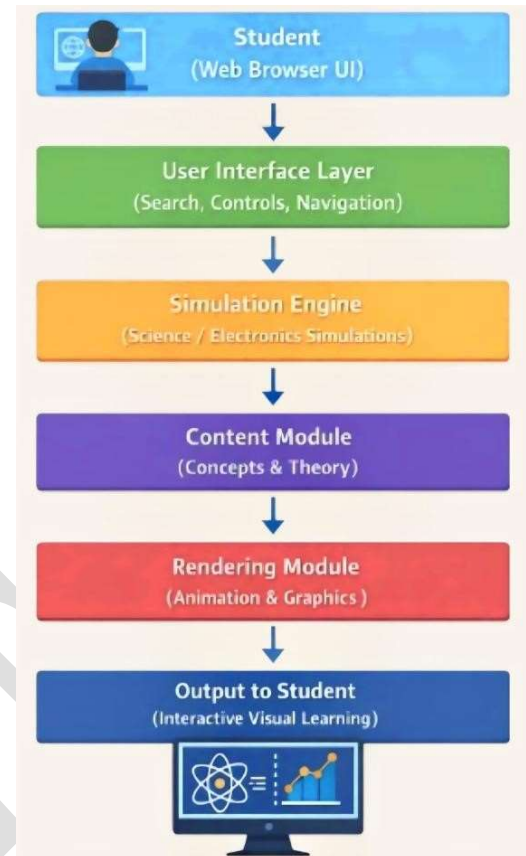 Student
(Web Browser UI)
User Interface Layer
(Search, Controls, Navigation)
Simulation Engine
(Science / Electronics Simulations)
Content Module
(Concepts & Theory)
Rendering Module
(Animation & Graphics )
Output to Student
(Interactive Visual Learning)